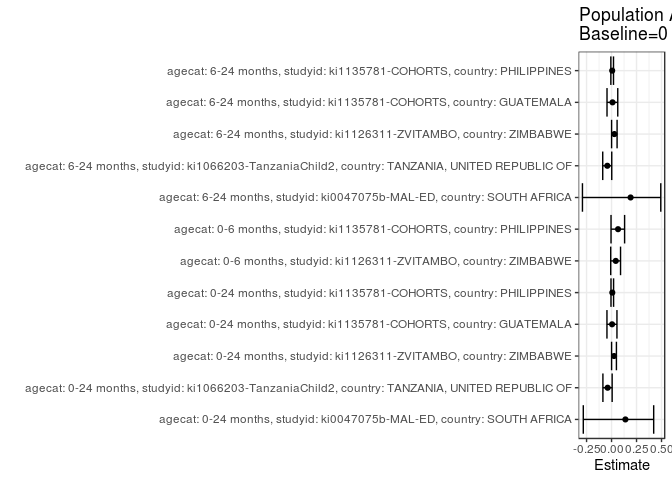 Population A
Baseline=0
agecat: 6-24 months, studyid: ki1135781-COHORTS, country: PHILIPPINES
agecat: 6-24 months, studyid: ki1135781-COHORTS, country: GUATEMALA
agecat: 6-24 months, studyid: ki1126311-ZVITAMBO, country: ZIMBABWE
agecat: 6-24 months, studyid: ki1066203-TanzaniaChild2, country: TANZANIA, UNITED REPUBLIC OF
agecat: 6-24 months, studyid: ki0047075b-MAL-ED, country: SOUTH AFRICA
agecat: 0-6 months, studyid: ki1135781-COHORTS, country: PHILIPPINES
agecat: 0-6 months, studyid: ki1126311-ZVITAMBO, country: ZIMBABWE
agecat: 0-24 months, studyid: ki1135781-COHORTS, country: PHILIPPINES
agecat: 0-24 months, studyid: ki1135781-COHORTS, country: GUATEMALA
agecat: 0-24 months, studyid: ki1126311-ZVITAMBO, country: ZIMBABWE
agecat: 0-24 months, studyid: ki1066203-TanzaniaChild2, country: TANZANIA, UNITED REPUBLIC OF
agecat: 0-24 months, studyid: ki0047075b-MAL-ED, country: SOUTH AFRICA
-0.25 0.00 0.25 0.50
Estimate